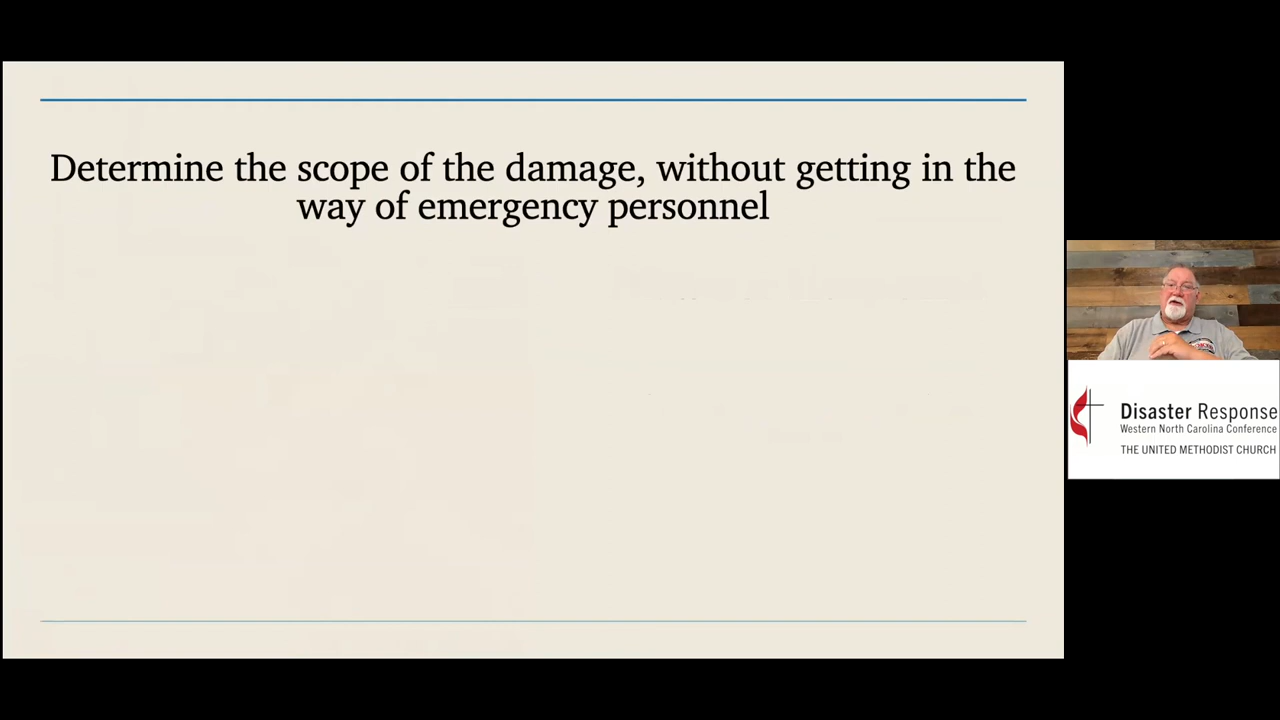 Determine the scope of the damage, without getting in the
way of emergency personnel
Disaster Response
Western North Carolina Conference
THE UNITED METHODIST CHURCH